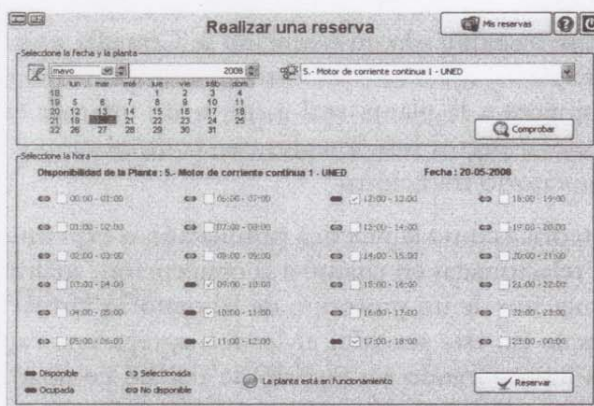 Realizar una reserva
Mis reservas
Seleccione la fecha y la planta
mayo 2008
5.- Motor de corriente continua 1 - UNED
lun mar mié jue vie sáb dom
18 1 2 3 4
19 5 6 7 8 9 10 11
20 12 13 14 15 16 17 18
21 19 20 21 22 23 24 25
22 26 27 28 29 30 31
Comprobar
Seleccione la hora
Disponibilidad de la Planta : 5.- Motor de corriente continua 1 - UNED Fecha : 20-05-2008
00:00 - 01:00 06:00 - 07:00 12:00 - 13:00 18:00 - 19:00
01:00 - 02:00 07:00 - 08:00 13:00 - 14:00 19:00 - 20:00
02:00 - 03:00 08:00 - 09:00 14:00 - 15:00 20:00 - 21:00
03:00 - 04:00 09:00 - 10:00 15:00 - 16:00 21:00 - 22:00
04:00 - 05:00 10:00 - 11:00 16:00 - 17:00 22:00 - 23:00
05:00 - 06:00 11:00 - 12:00 17:00 - 18:00 23:00 - 00:00
Disponible Seleccionada
Ocupada No disponible
La planta está en funcionamiento
Reservar